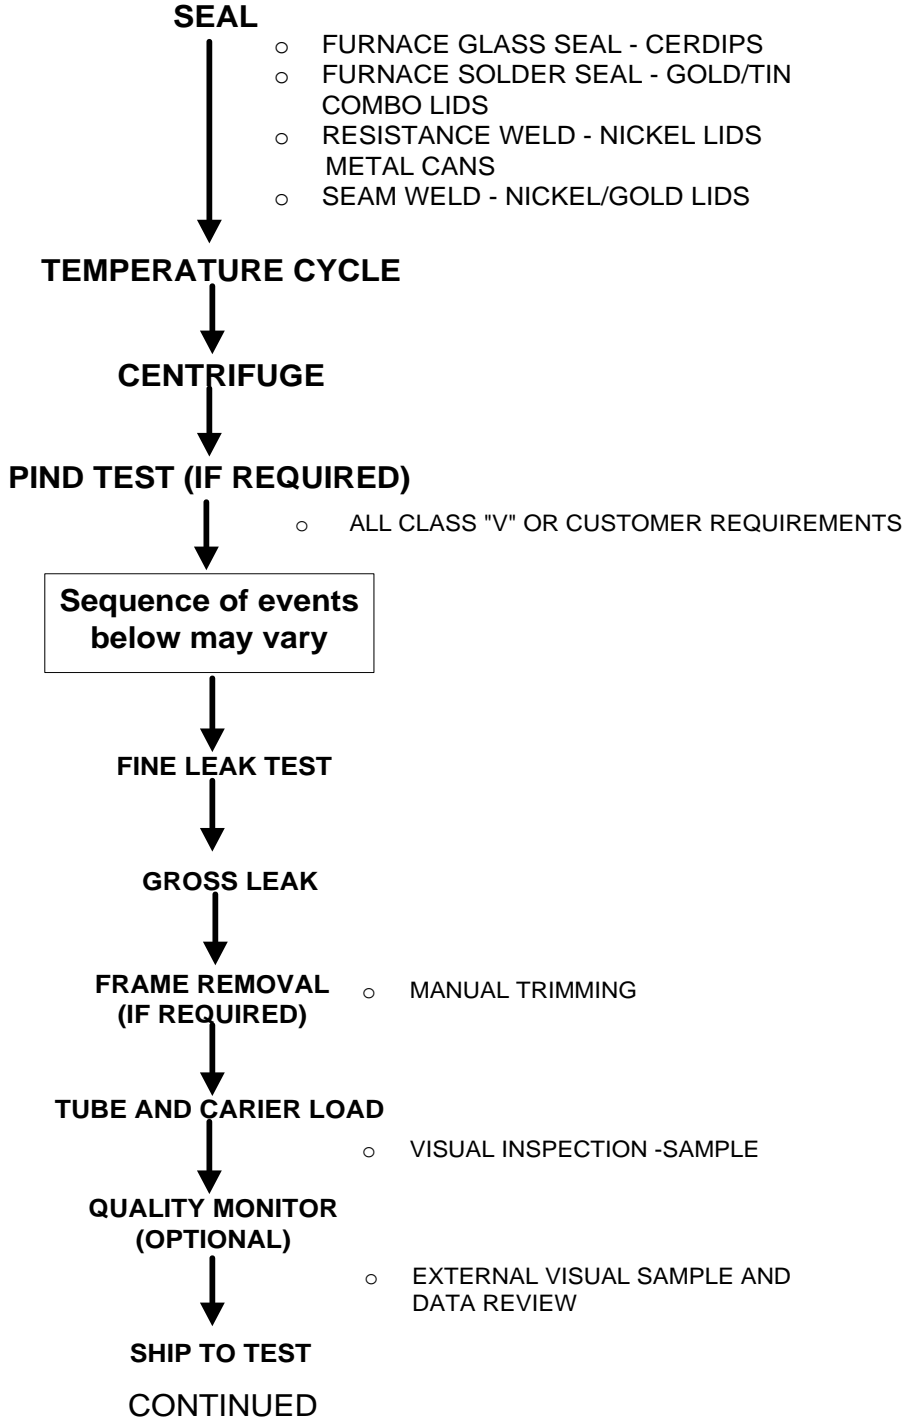 SEAL
o FURNACE GLASS SEAL - CERDIPS
o FURNACE SOLDER SEAL - GOLD/TIN
COMBO LIDS
o RESISTANCE WELD - NICKEL LIDS
METAL CANS
o SEAM WELD - NICKEL/GOLD LIDS
TEMPERATURE CYCLE
CENTRIFUGE
PIND TEST (IF REQUIRED)
o ALL CLASS "V" OR CUSTOMER REQUIREMENTS
Sequence of events
below may vary
FINE LEAK TEST
GROSS LEAK
FRAME REMOVAL
(IF REQUIRED)
o MANUAL TRIMMING
TUBE AND CARIER LOAD
o VISUAL INSPECTION -SAMPLE
QUALITY MONITOR
(OPTIONAL)
o EXTERNAL VISUAL SAMPLE AND
DATA REVIEW
SHIP TO TEST
CONTINUED